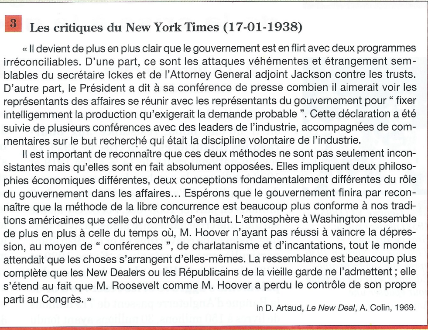 3 Les critiques du New York Times (17-01-1938)
« Il devient de plus en plus clair que le gouvernement est en flirt avec deux programmes
irréconciliables. D'une part, ce sont les attaques véhémentes et étrangement sem-
blables du secrétaire Ickes et de l'Attorney General adjoint Jackson contre les trusts.
D'autre part, le Président a dit à sa conférence de presse combien il aimerait voir les
représentants des affaires se réunir avec les représentants du gouvernement pour “ fixer
intelligemment la production qu'exigerait la demande probable ”. Cette déclaration a été
suivie de plusieurs conférences avec des leaders de l'industrie, accompagnées de com-
mentaires sur le but recherché qui était la discipline volontaire de l'industrie.
Il est important de reconnaître que ces deux méthodes ne sont pas seulement incon-
sistantes mais qu'elles sont en fait absolument opposées. Elles impliquent deux philoso-
phies économiques différentes, deux conceptions fondamentalement différentes du rôle
du gouvernement dans les affaires... Espérons que le gouvernement finira par recon-
naître que la méthode de la libre concurrence est beaucoup plus conforme à nos tradi-
tions américaines que celle du contrôle d'en haut. L'atmosphère à Washington ressemble
de plus en plus à celle du temps où, M. Hoover n'ayant pas réussi à vaincre la dépres-
sion, au moyen de “ conférences ”, de charlatanisme et d'incantations, tout le monde
attendait que les choses s'arrangent d'elles-mêmes. La ressemblance est beaucoup plus
complète que les New Dealers ou les Républicains de la vieille garde ne l'admettent ; elle
s'étend au fait que M. Roosevelt comme M. Hoover a perdu le contrôle de son propre
parti au Congrès. »
in D. Artaud, Le New Deal, A. Colin, 1969.